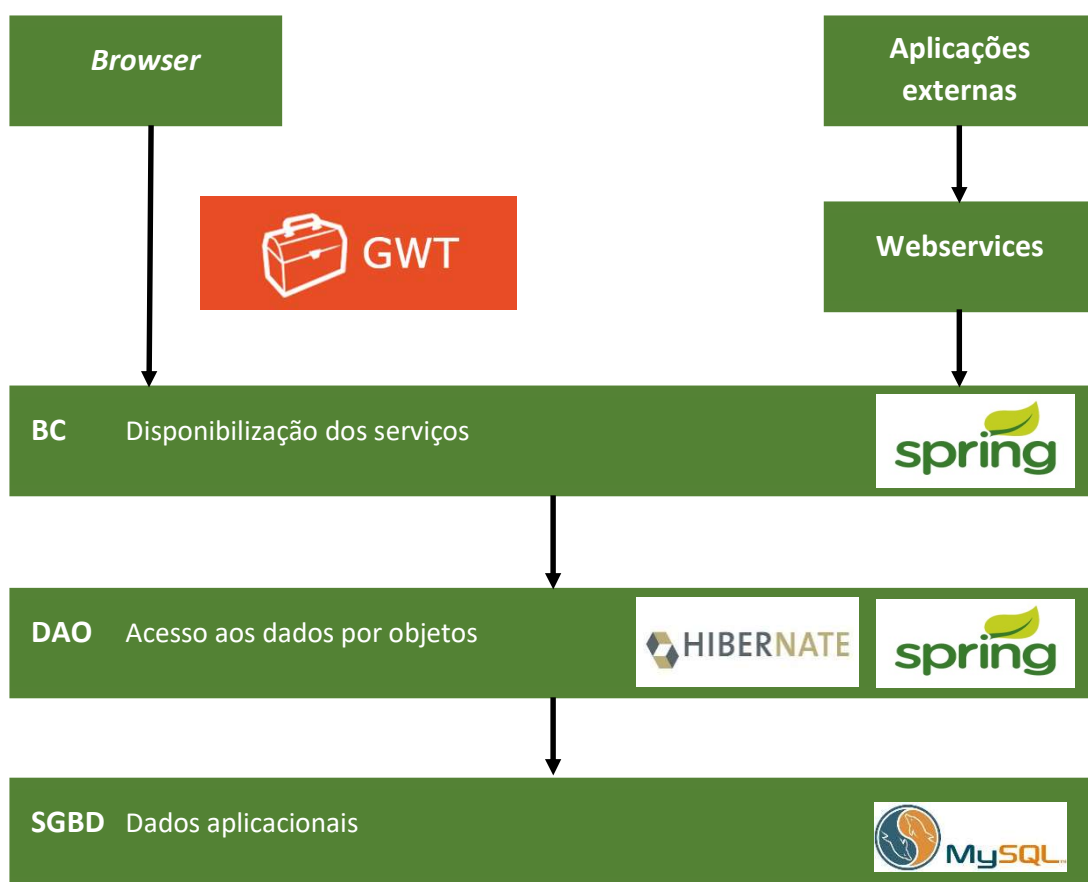 Browser
Aplicações
externas
GWT
Webservices
BC Disponibilização dos serviços
spring
DAO Acesso aos dados por objetos
HIBERNATE
spring
SGBD Dados aplicacionais
MySQL